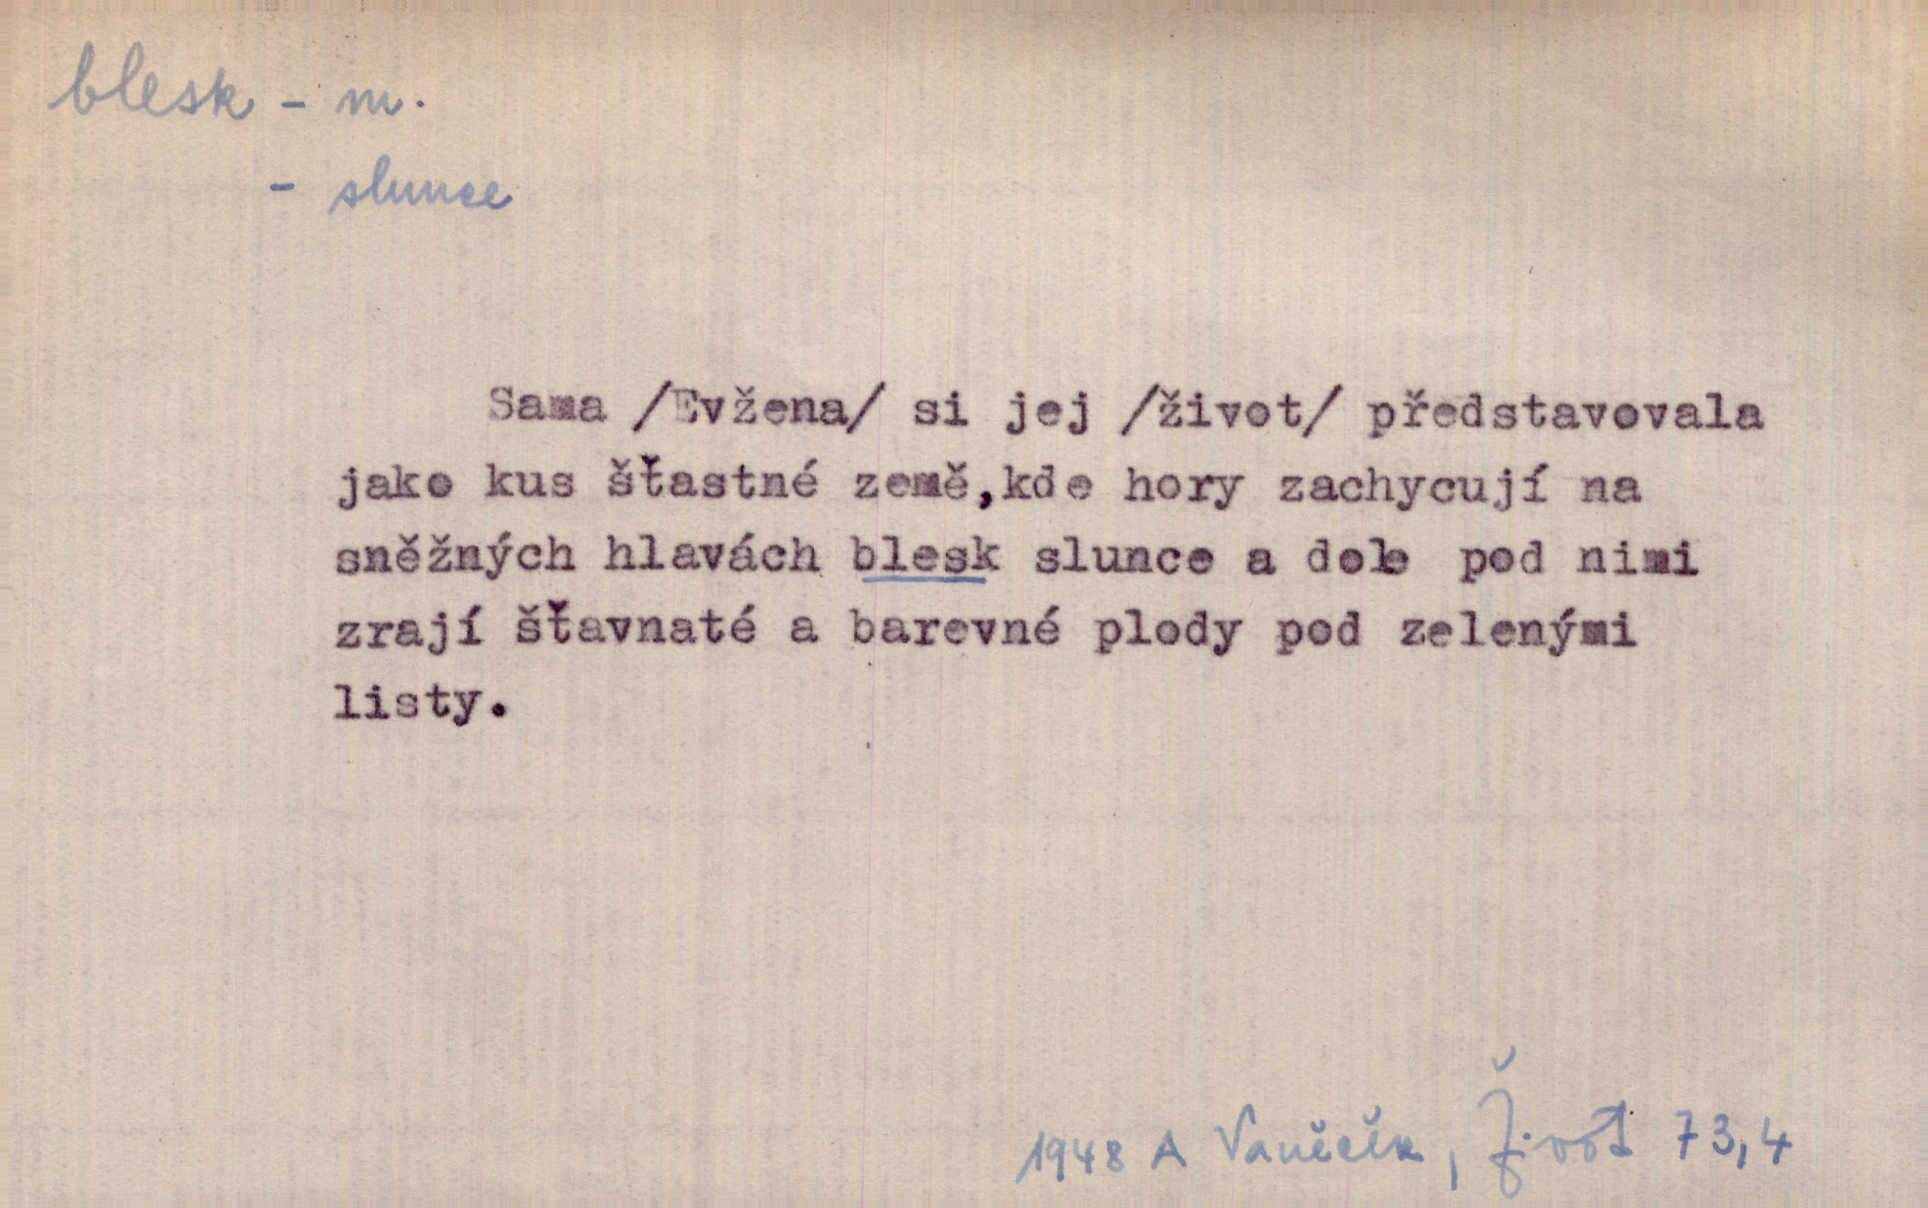 blesk - m.
- slunce
Sama /Evžena/ si jej /život/ představovala
jako kus šťastné země,kde hory zachycují na
sněžných hlavách blesk slunce a dole pod nimi
zrají šťavnaté a barevné plody pod zelenými
listy.
1948 A Vaněček, Život 73,4